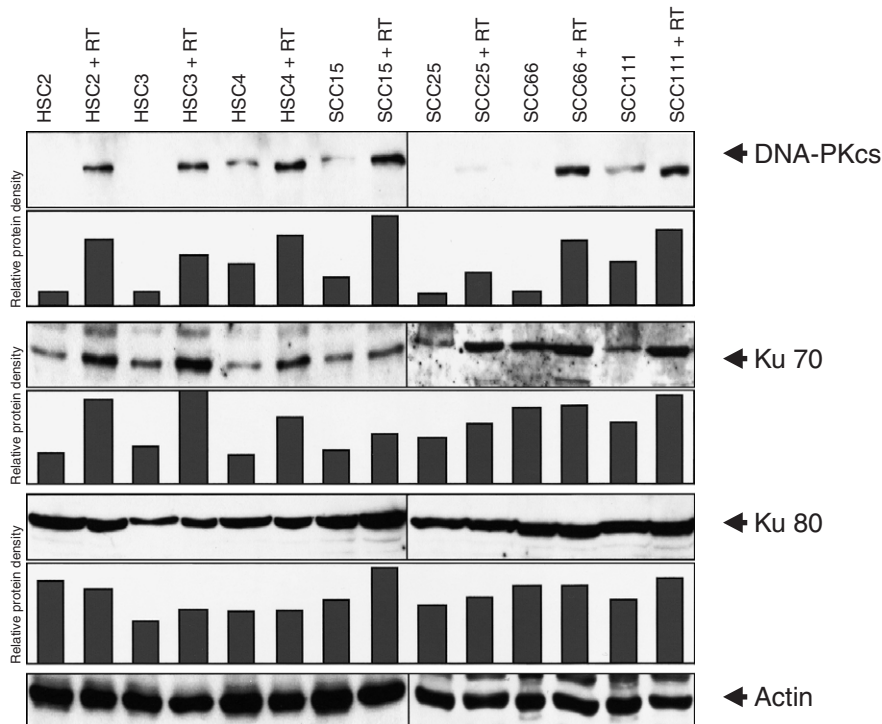 HSC2
HSC2 + RT
HSC3
HSC3 + RT
HSC4
HSC4 + RT
SCC15
SCC15 + RT
SCC25
SCC25 + RT
SCC66
SCC66 + RT
SCC111
SCC111 + RT
DNA-PKcs
Relative protein density
Ku 70
Relative protein density
Ku 80
Relative protein density
Actin